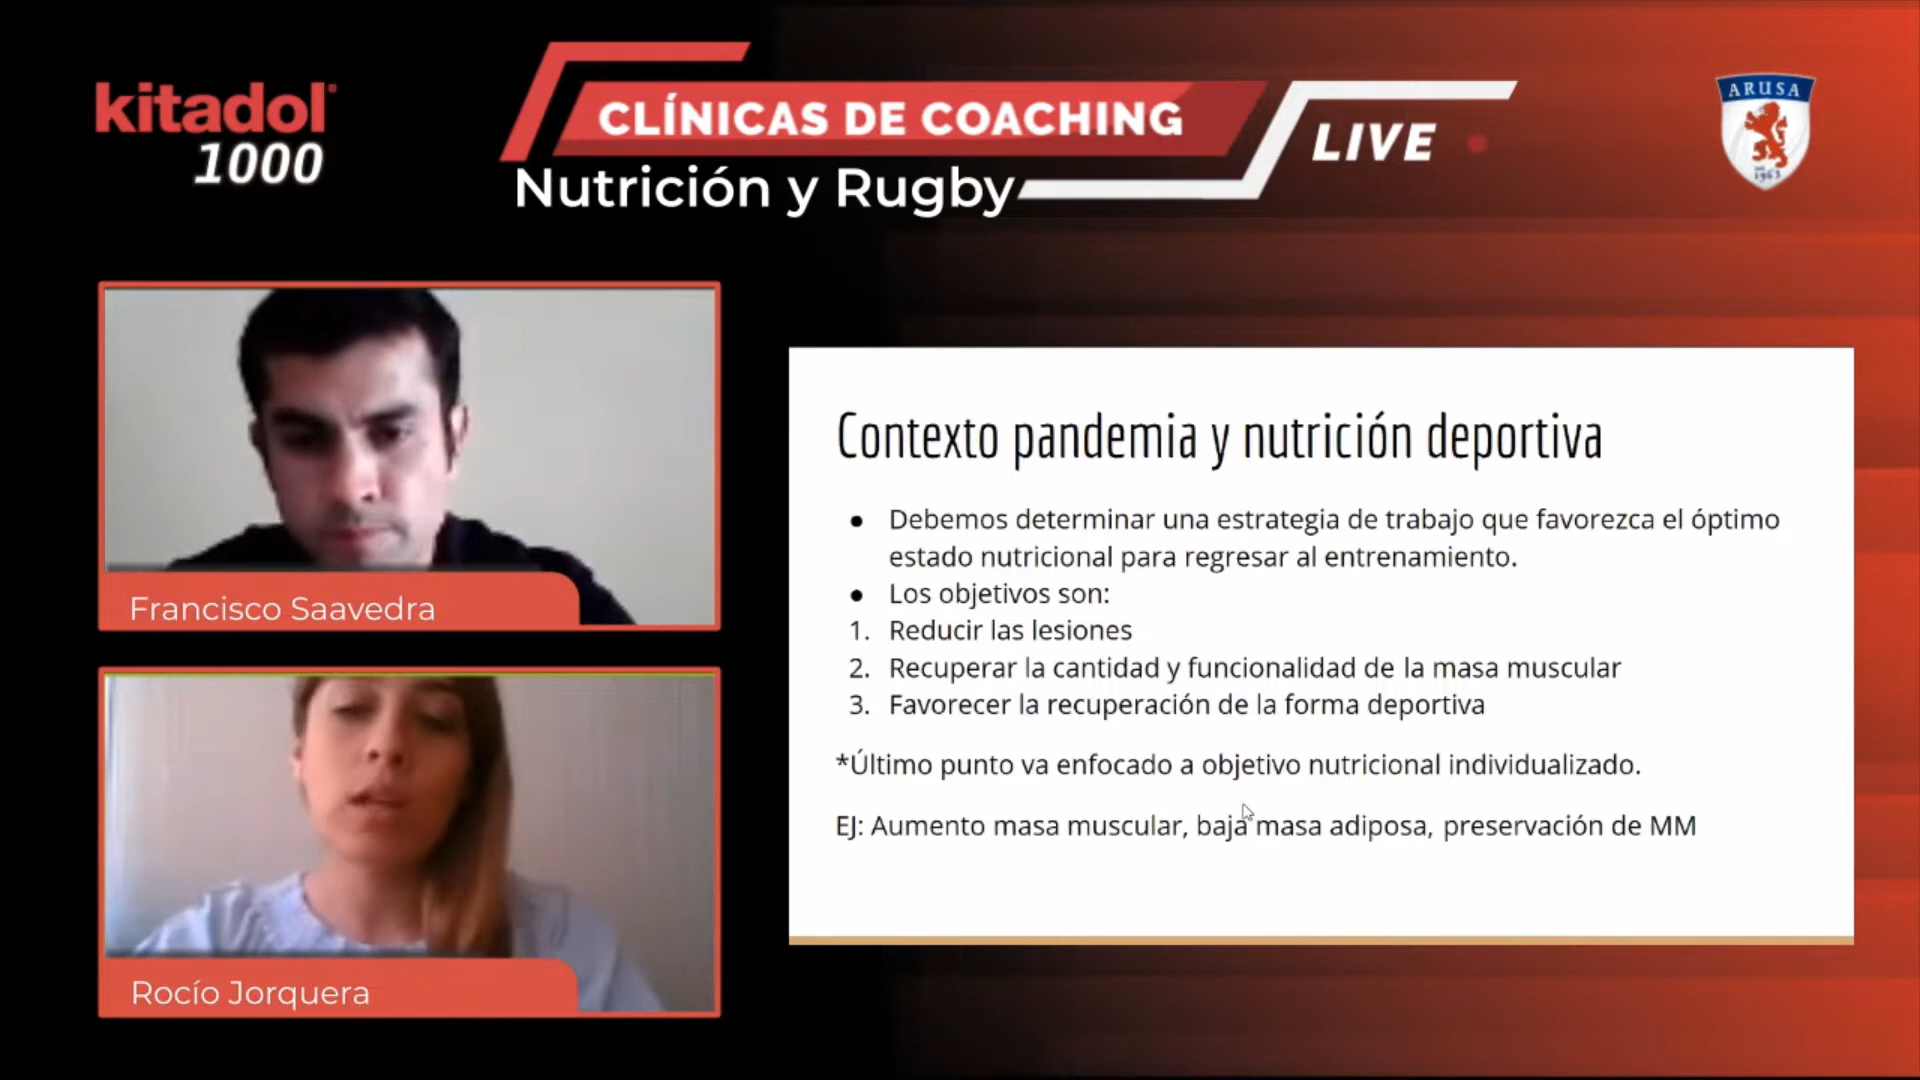 kitadol
1000
CLÍNICAS DE COACHING
LIVE
Nutrición y Rugby
ARUSA
1963
Francisco Saavedra
Rocío Jorquera
Contexto pandemia y nutrición deportiva
● Debemos determinar una estrategia de trabajo que favorezca el óptimo
estado nutricional para regresar al entrenamiento.
● Los objetivos son:
1. Reducir las lesiones
2. Recuperar la cantidad y funcionalidad de la masa muscular
3. Favorecer la recuperación de la forma deportiva
*Último punto va enfocado a objetivo nutricional individualizado.
EJ: Aumento masa muscular, baja masa adiposa, preservación de MM